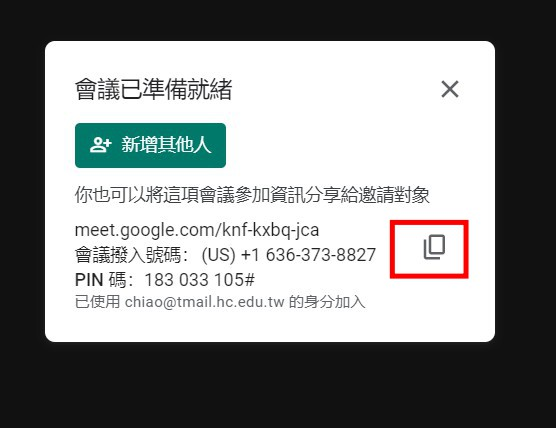 會議已準備就緒
新增其他人
你也可以將這項會議參加資訊分享給邀請對象
meet.google.com/knf-kxbq-jca
會議撥入號碼： (US) +1 636-373-8827
PIN 碼：183 033 105#
已使用 chiao@tmail.hc.edu.tw 的身分加入